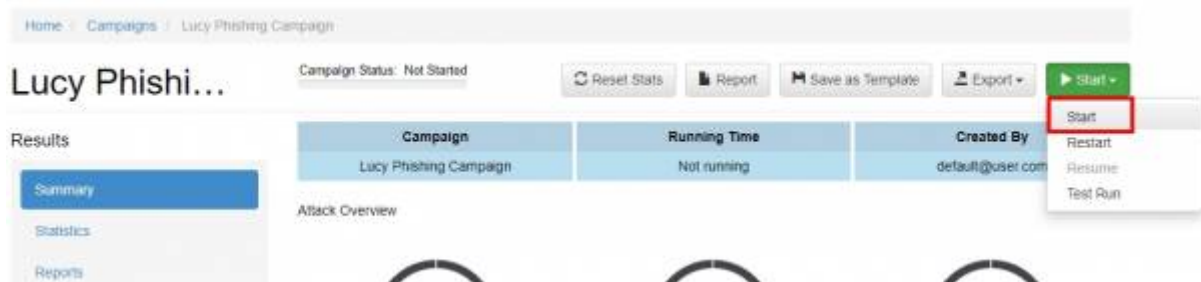 Home / Campaigns / Lucy Phishing Campaign
Lucy Phishi...
Campaign Status: Not Started
Reset Stats
Report
Save as Template
Export
Start
Start
Restart
Resume
Test Run
Results
Summary
Statistics
Reports
Campaign Running Time Created By
Lucy Phishing Campaign Not running default@user.com
Attack Overview